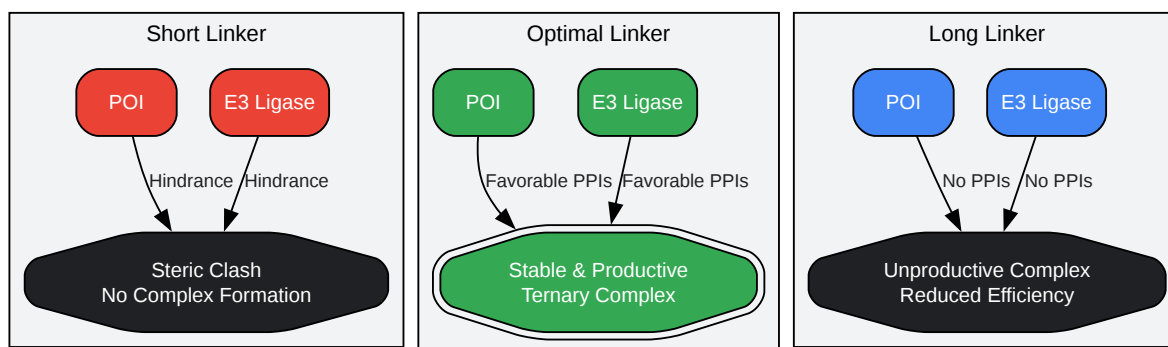 Short Linker
POI
E3 Ligase
Hindrance
Hindrance
Steric Clash
No Complex Formation
Optimal Linker
POI
E3 Ligase
Favorable PPIs
Favorable PPIs
Stable & Productive
Ternary Complex
Long Linker
POI
E3 Ligase
No PPIs
No PPIs
Unproductive Complex
Reduced Efficiency